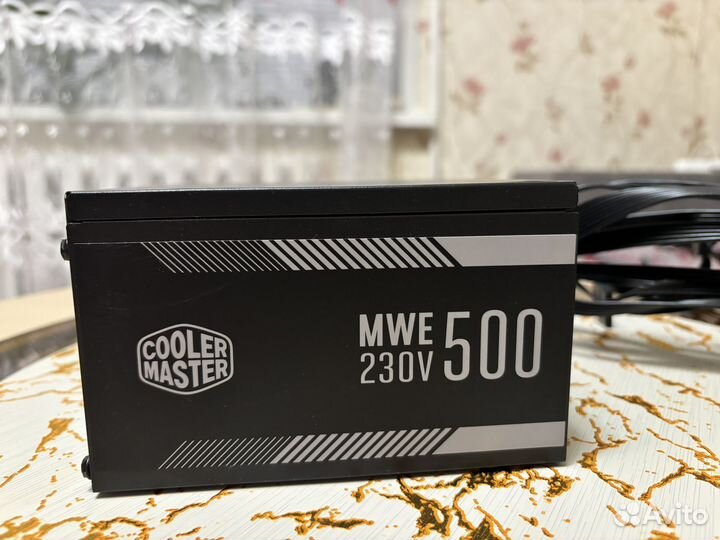 COOLER
MASTER
MWE
230V
500
Avito